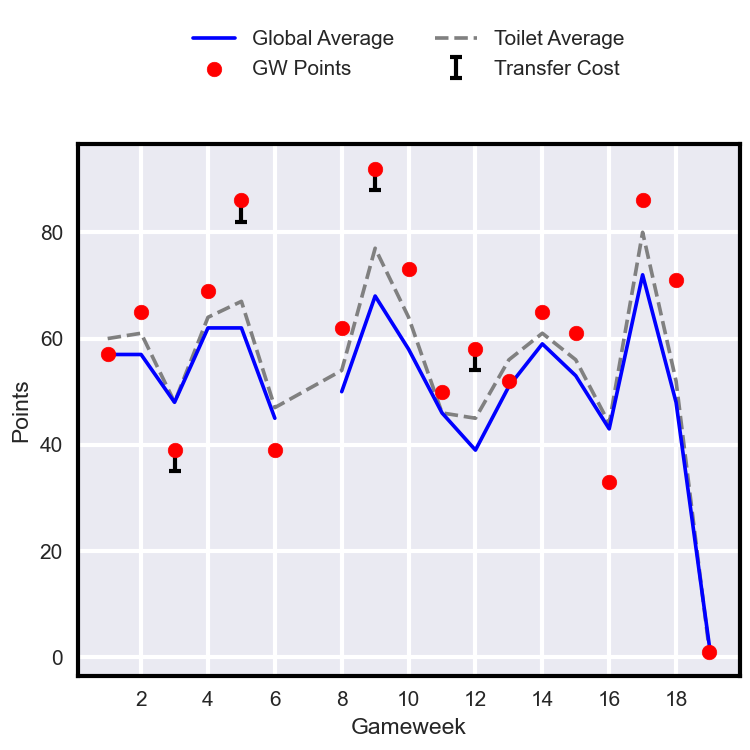 Global Average Toilet Average
GW Points Transfer Cost
80
60
40
20
0
Points
2 4 6 8 10 12 14 16 18
Gameweek